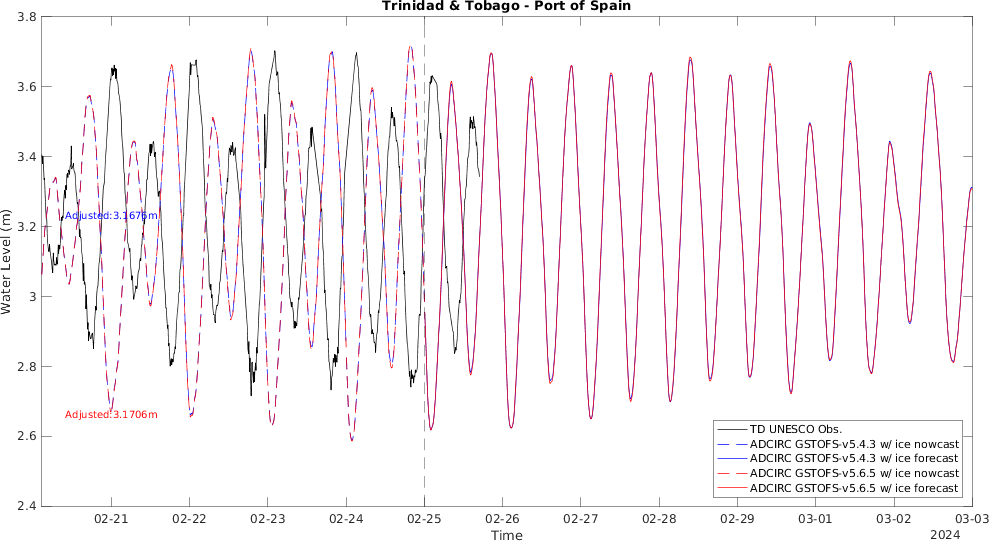 Trinidad & Tobago - Port of Spain
3.8
3.6
3.4
3.2
3
2.8
2.6
2.4
Water Level (m)
Adjusted:3.1676m
Adjusted:3.1706m
TD UNESCO Obs.
ADCIRC GSTOFS-v5.4.3 w/ ice nowcast
ADCIRC GSTOFS-v5.4.3 w/ ice forecast
ADCIRC GSTOFS-v5.6.5 w/ ice nowcast
ADCIRC GSTOFS-v5.6.5 w/ ice forecast
02-21 02-22 02-23 02-24 02-25 02-26 02-27 02-28 02-29 03-01 03-02 03-03
Time
2024